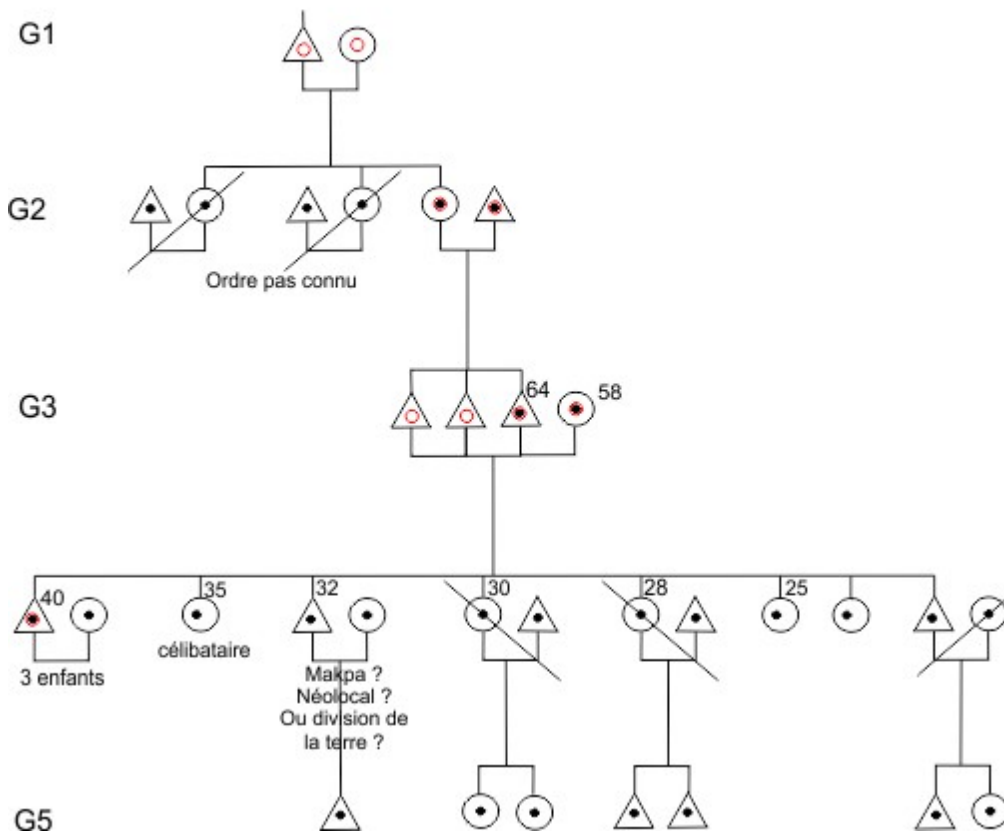 G1
G2
Ordre pas connu
G3
64
58
40
35
32
30
28
25
3 enfants
célibataire
Makpa ?
Néolocal ?
Ou division de
la terre ?
G5